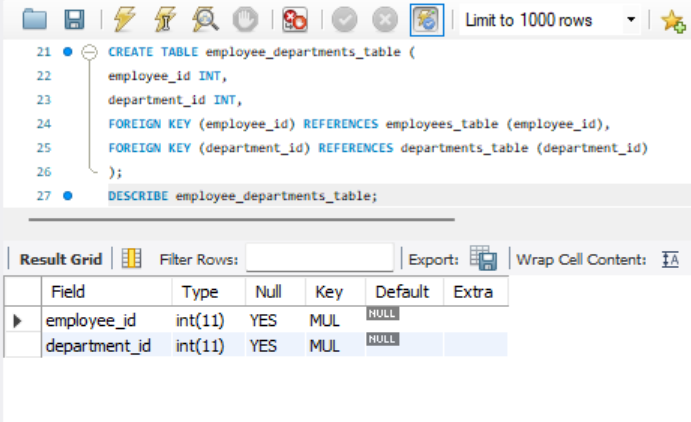 Limit to 1000 rows
21 CREATE TABLE employee_departments_table (
22 employee_id INT,
23 department_id INT,
24 FOREIGN KEY (employee_id) REFERENCES employees_table (employee_id),
25 FOREIGN KEY (department_id) REFERENCES departments_table (department_id)
26 );
27 DESCRIBE employee_departments_table;
Result Grid Filter Rows: Export: Wrap Cell Content: IA
Field Type Null Key Default Extra
employee_id int(11) YES MUL NULL
department_id int(11) YES MUL NULL